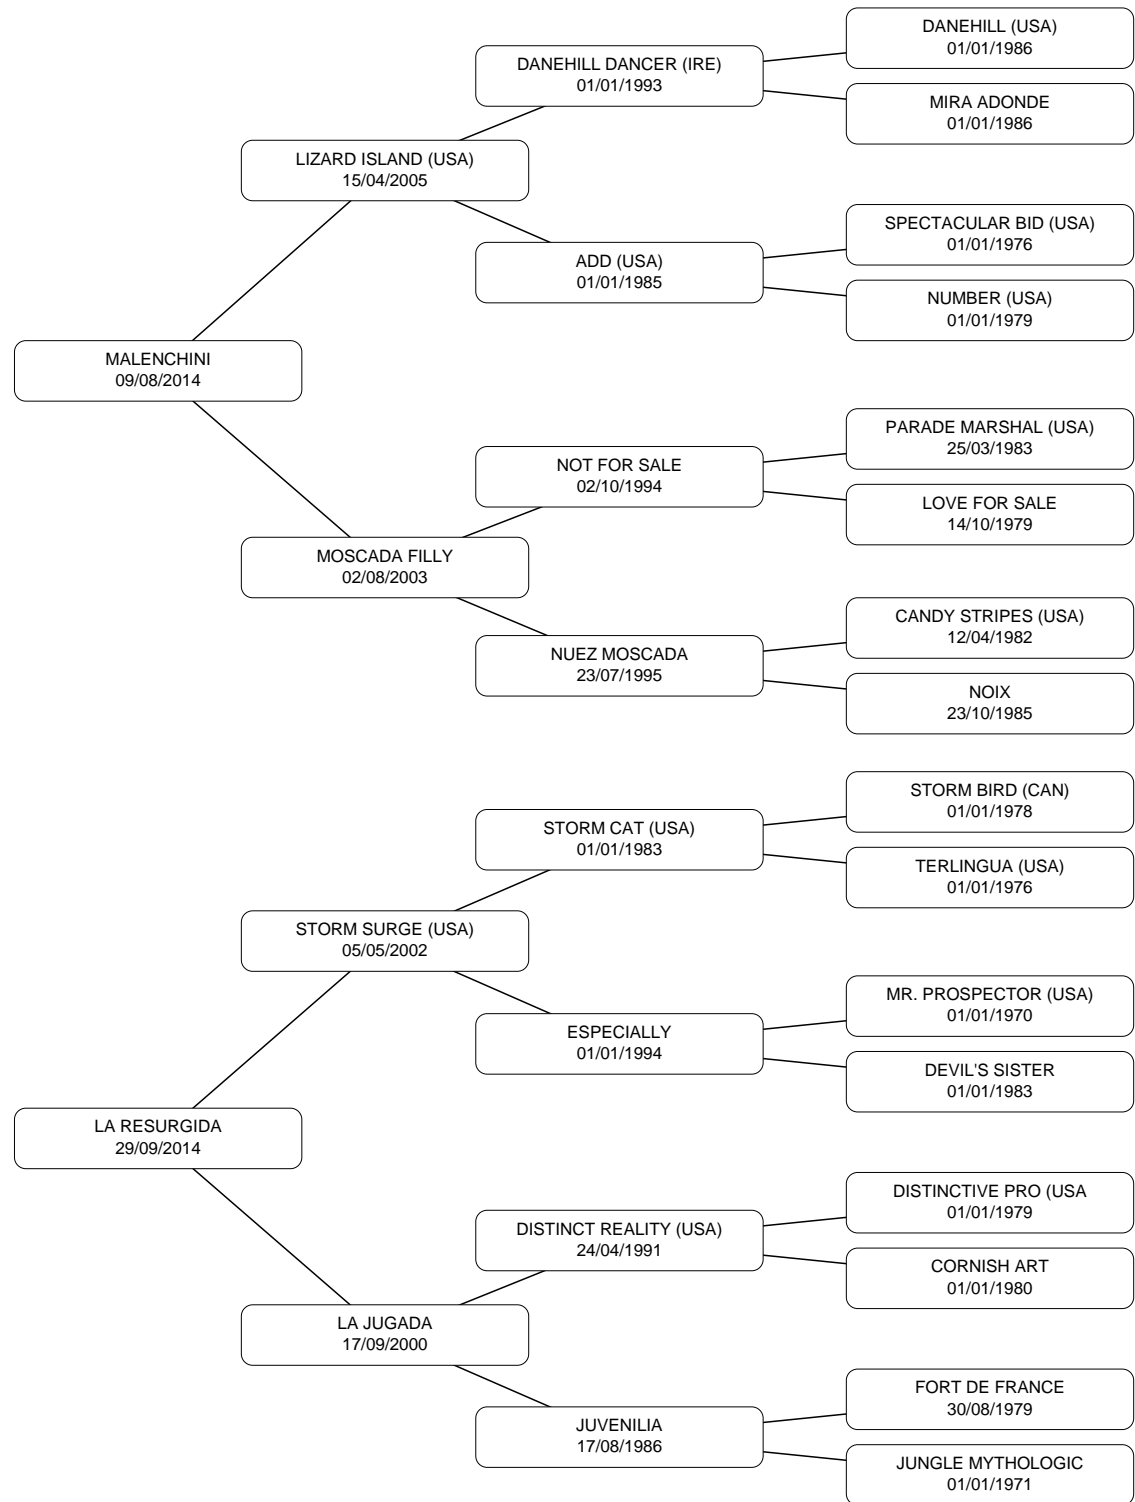 DANEHILL (USA)
01/01/1986
DANEHILL DANCER (IRE)
01/01/1993
MIRA ADONDE
01/01/1986
LIZARD ISLAND (USA)
15/04/2005
SPECTACULAR BID (USA)
01/01/1976
ADD (USA)
01/01/1985
NUMBER (USA)
01/01/1979
MALENCHINI
09/08/2014
PARADE MARSHAL (USA)
25/03/1983
NOT FOR SALE
02/10/1994
LOVE FOR SALE
14/10/1979
MOSCADA FILLY
02/08/2003
CANDY STRIPES (USA)
12/04/1982
NUEZ MOSCADA
23/07/1995
NOIX
23/10/1985
STORM BIRD (CAN)
01/01/1978
STORM CAT (USA)
01/01/1983
TERLINGUA (USA)
01/01/1976
STORM SURGE (USA)
05/05/2002
MR. PROSPECTOR (USA)
01/01/1970
ESPECIALLY
01/01/1994
DEVIL'S SISTER
01/01/1983
LA RESURGIDA
29/09/2014
DISTINCTIVE PRO (USA
01/01/1979
DISTINCT REALITY (USA)
24/04/1991
CORNISH ART
01/01/1980
LA JUGADA
17/09/2000
FORT DE FRANCE
30/08/1979
JUVENILIA
17/08/1986
JUNGLE MYTHOLOGIC
01/01/1971